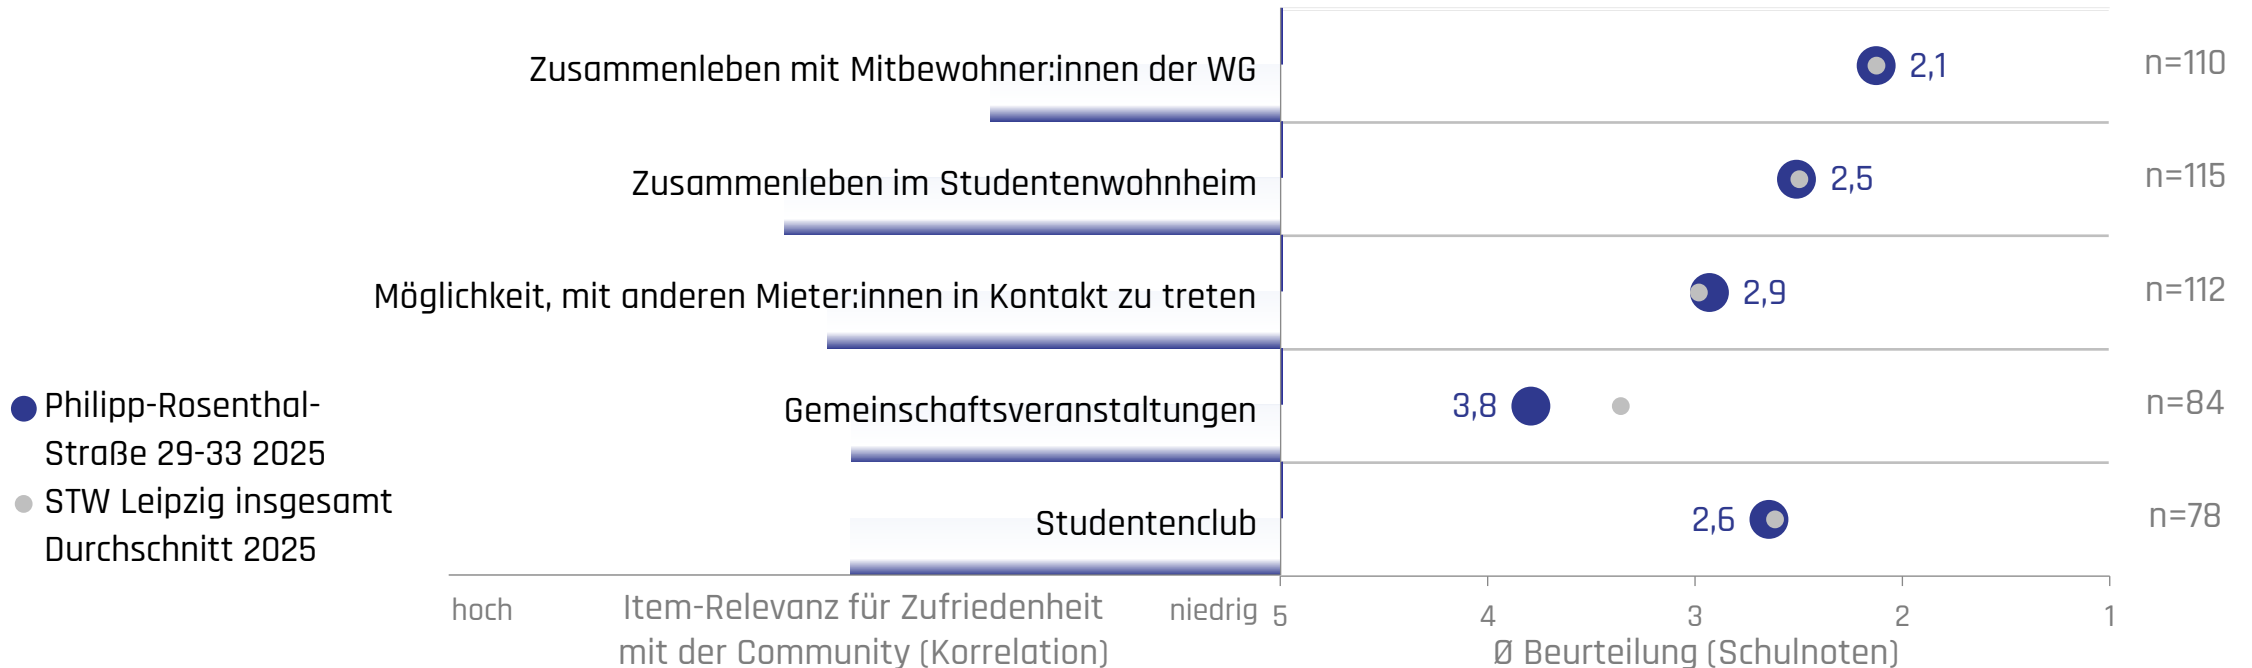 Zusammenleben mit Mitbewohner:innen der WG
2,1
n=110
Zusammenleben im Studentenwohnheim
2,5
n=115
Möglichkeit, mit anderen Mieter:innen in Kontakt zu treten
2,9
n=112
Gemeinschaftsveranstaltungen
3,8
n=84
Studentenclub
2,6
n=78
Philipp-Rosenthal-
Straße 29-33 2025
STW Leipzig insgesamt
Durchschnitt 2025
hoch
Item-Relevanz für Zufriedenheit
mit der Community (Korrelation)
niedrig
5 4 3 2 1
Ø Beurteilung (Schulnoten)